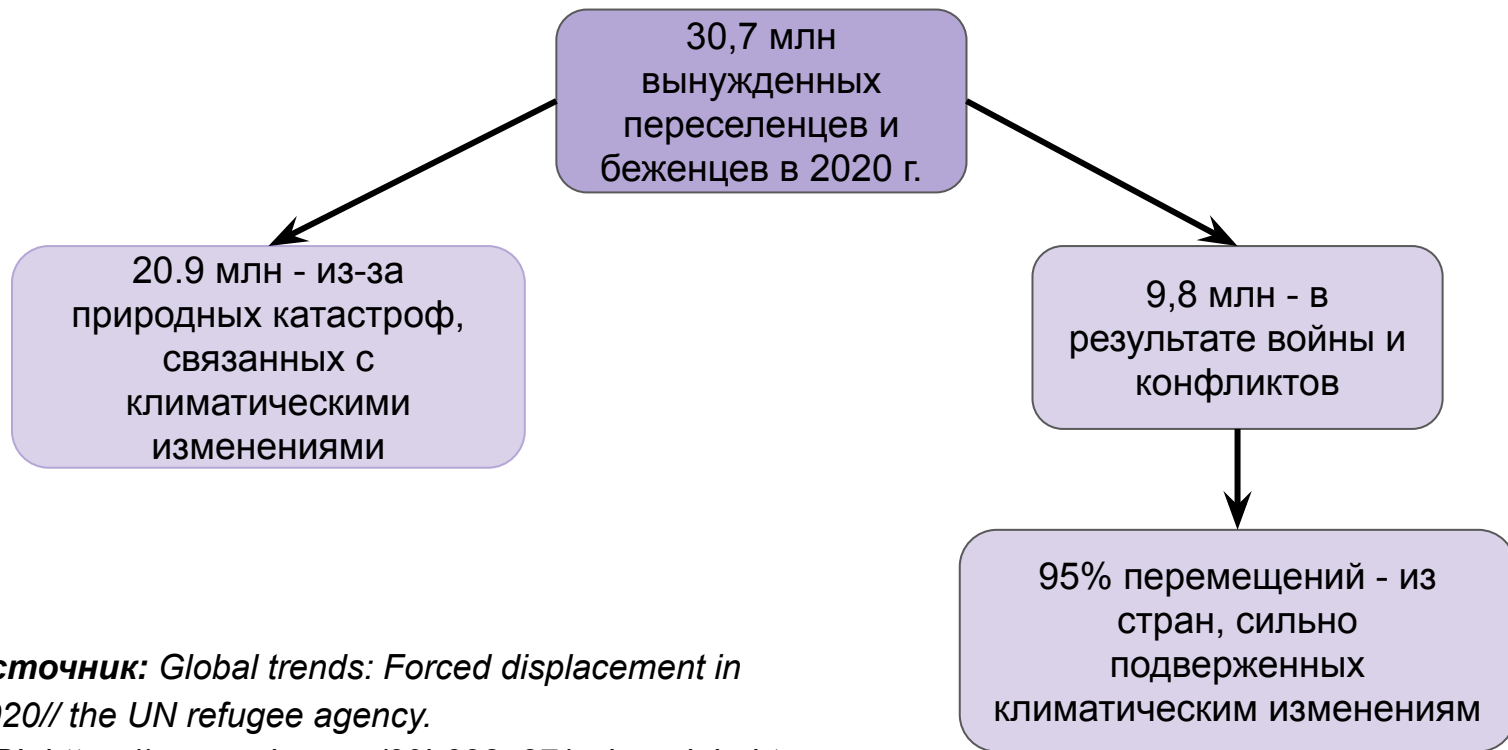 30,7 млн
вынужденных
переселенцев и
беженцев в 2020 г.
20.9 млн - из-за
природных катастроф,
связанных с
климатическими
изменениями
9,8 млн - в
результате войны и
конфликтов
95% перемещений - из
стран, сильно
подверженных
климатическим изменениям
сточник: Global trends: Forced displacement in
20// the UN refugee agency.